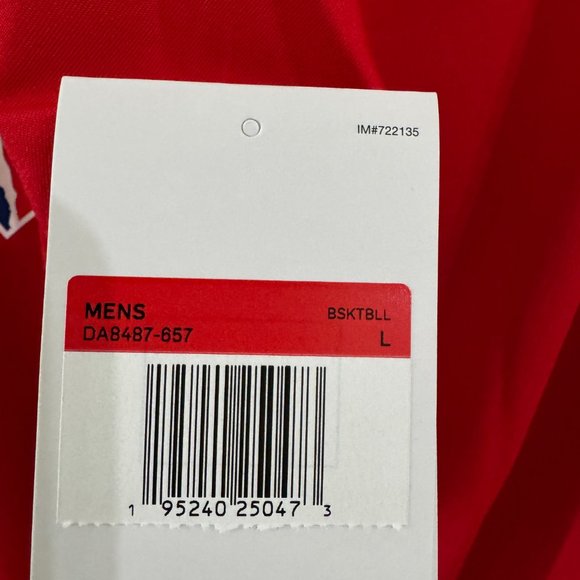 IM#722135
MENS BSKTBLL
DA8487-657 L
1 95240 25047 3